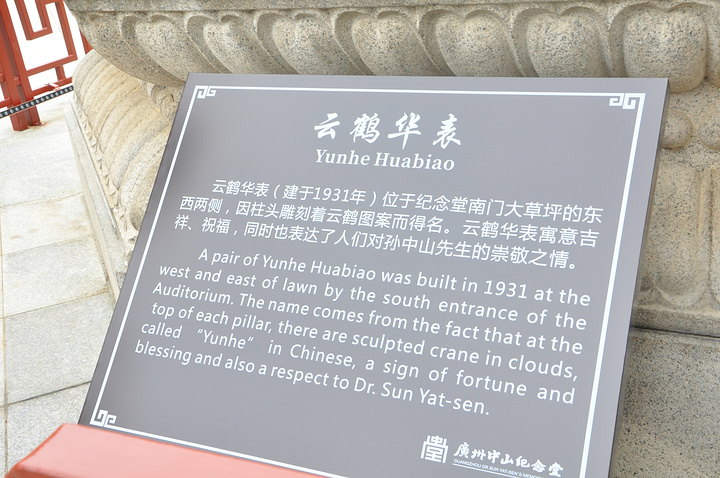 云鹤华表
Yunhe Huabiao
云鹤华表（建于1931年）位于纪念堂南门大草坪的东
西两侧，因柱头雕刻着云鹤图案而得名。云鹤华表寓意吉
祥、祝福，同时也表达了人们对孙中山先生的崇敬之情。
A pair of Yunhe Huabiao was built in 1931 at the
west and east of lawn by the south entrance of the
Auditorium. The name comes from the fact that at the
top of each pillar, there are sculpted crane in clouds,
called “Yunhe” in Chinese, a sign of fortune and
blessing and also a respect to Dr. Sun Yat-sen.
廣州中山紀念堂
GUANGZHOU DR.SUN YAT-SEN'S